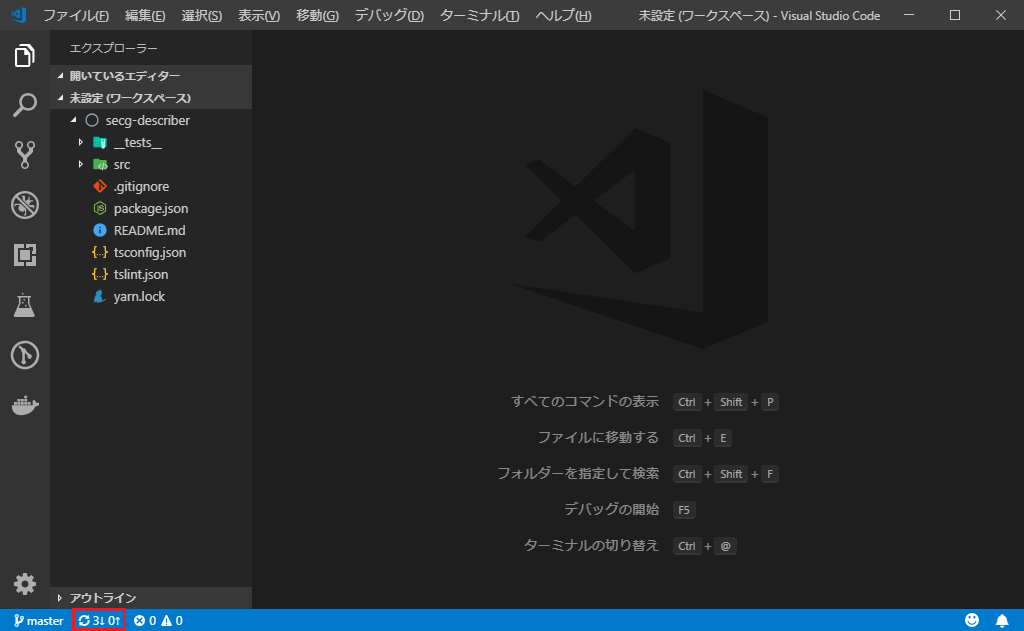 ファイル(F) 編集(E) 選択(S) 表示(V) 移動(G) デバッグ(D) ターミナル(T) ヘルプ(H) 未設定 (ワークスペース) - Visual Studio Code
エクスプローラー
開いているエディター
未設定 (ワークスペース)
secg-describer
__tests__
src
.gitignore
package.json
README.md
tsconfig.json
tslint.json
yarn.lock
すべてのコマンドの表示 Ctrl + Shift + P
ファイルに移動する Ctrl + E
フォルダーを指定して検索 Ctrl + Shift + F
デバッグの開始 F5
ターミナルの切り替え Ctrl + @
アウトライン
master 3↓ 0↑ 0 0